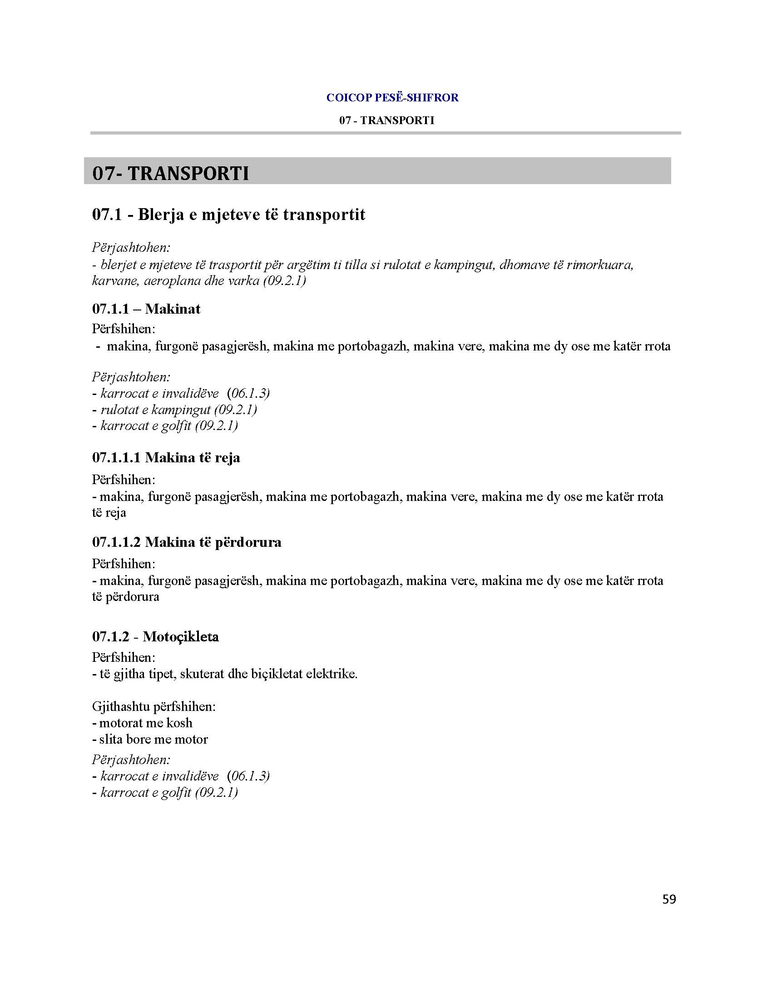 COICOP PESË-SHIFROR
07 - TRANSPORTI
07- TRANSPORTI
07.1 - Blerja e mjeteve të transportit
Përjashtohen:
- blerjet e mjeteve të trasportit për argëtim ti tilla si rulotat e kampingut, dhomave të rimorkuara,
karvane, aeroplana dhe varka (09.2.1)
07.1.1 – Makinat
Përfshihen:
- makina, furgonë pasagjerësh, makina me portobagazh, makina vere, makina me dy ose me katër rrota
Përjashtohen:
- karrocat e invalidëve (06.1.3)
- rulotat e kampingut (09.2.1)
- karrocat e golfit (09.2.1)
07.1.1.1 Makina të reja
Përfshihen:
- makina, furgonë pasagjerësh, makina me portobagazh, makina vere, makina me dy ose me katër rrota
të reja
07.1.1.2 Makina të përdorura
Përfshihen:
- makina, furgonë pasagjerësh, makina me portobagazh, makina vere, makina me dy ose me katër rrota
të përdorura
07.1.2 - Motoçikleta
Përfshihen:
- të gjitha tipet, skuterat dhe biçikletat elektrike.
Gjithashtu përfshihen:
- motorat me kosh
- slita bore me motor
Përjashtohen:
- karrocat e invalidëve (06.1.3)
- karrocat e golfit (09.2.1)
59